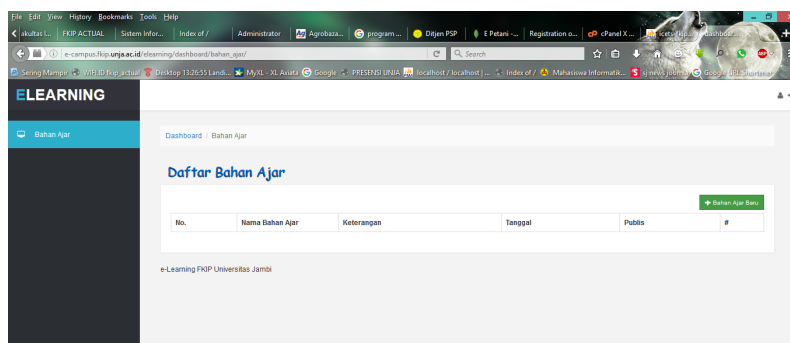 File Edit View History Bookmarks Tools Help
akultas I... FKIP ACTUAL Sistem Infor... Index of / Administrator Agrobaza... program ... Ditjen PSP E Petani -... Registration o... cPanel X ...
e-campus.fkip.unja.ac.id/elearning/dashboard/bahan_ajar/ Search
Sering Mampe WIFI.ID fkip_actual Desktop 13:26:55 Landi... MyXL - XL Axiata Google PRESENSI UNJA localhost / localhost | ... Index of / Mahasiswa Informatik...
ELEARNING
Bahan Ajar
Dashboard / Bahan Ajar
Daftar Bahan Ajar
+ Bahan Ajar Baru
No. Nama Bahan Ajar Keterangan Tanggal Publis #
e-Learning FKIP Universitas Jambi